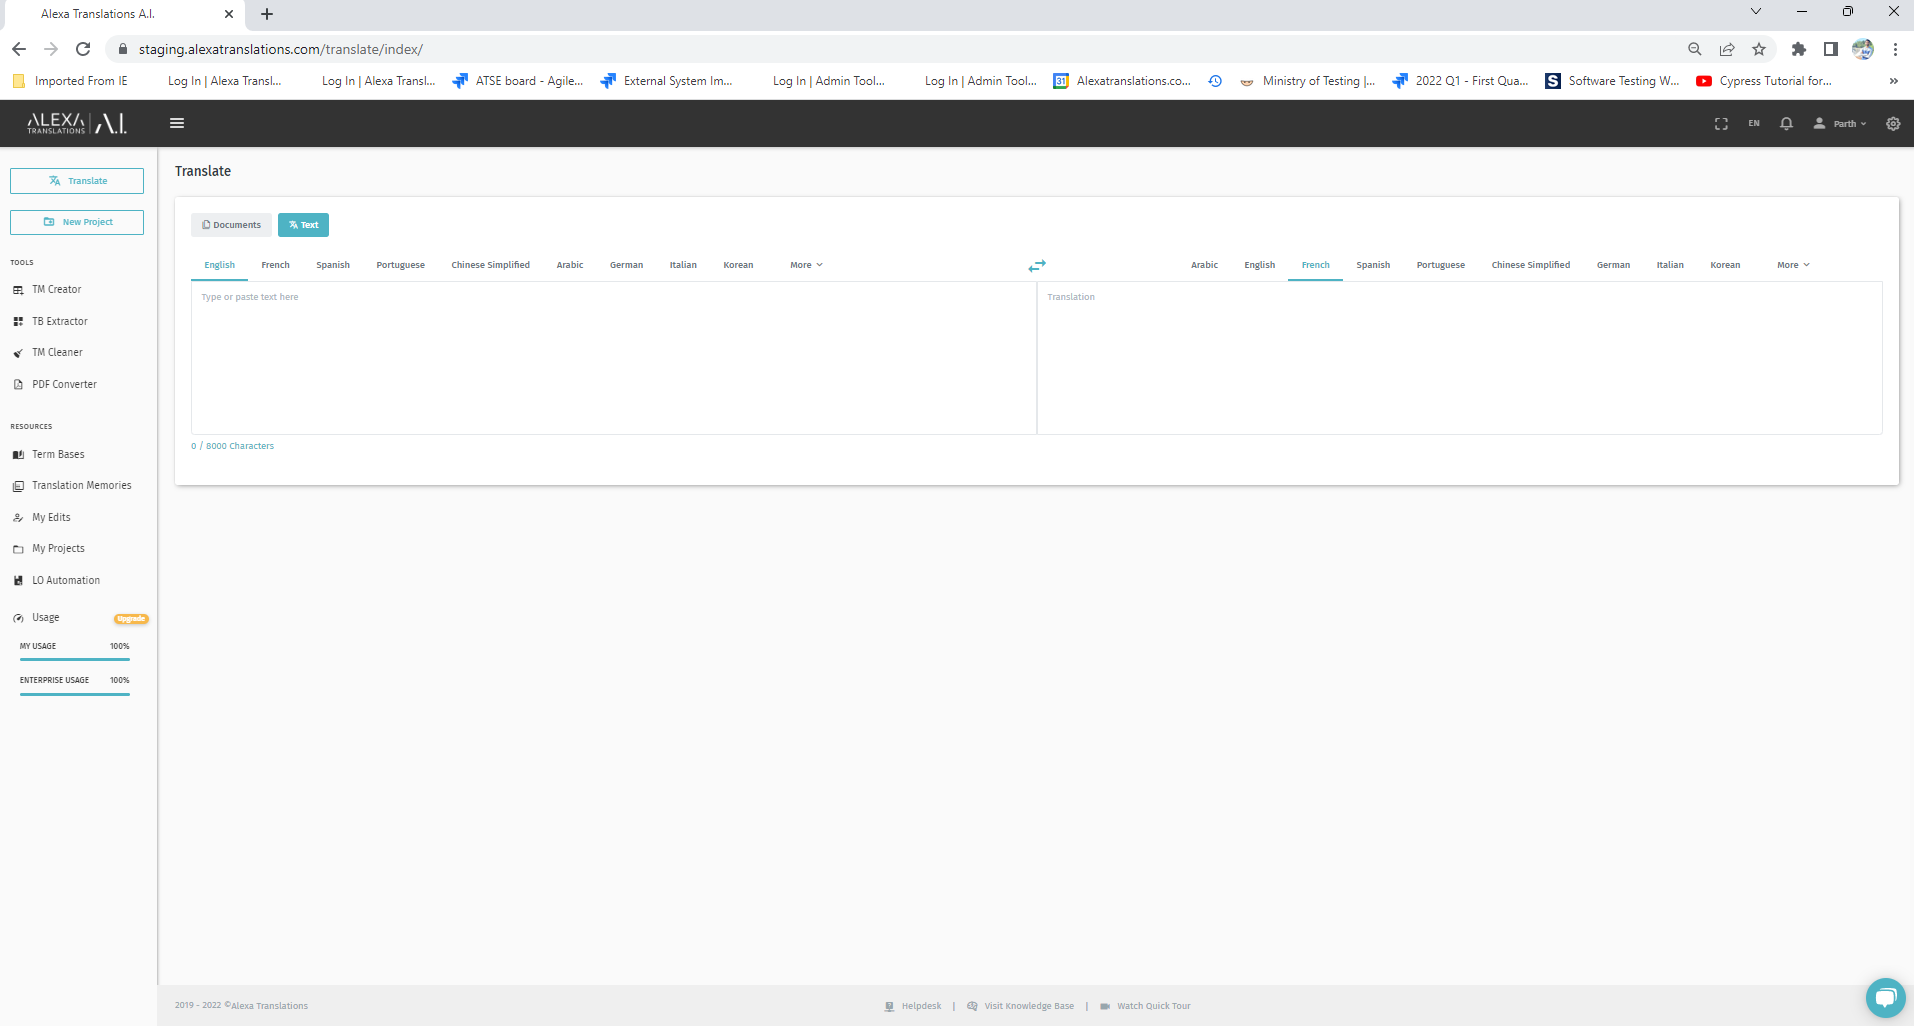 Alexa Translations A.I.
staging.alexatranslations.com/translate/index/
Imported From IE
Log In | Alexa Transl...
Log In | Alexa Transl...
ATSE board - Agile...
External System Im...
Log In | Admin Tool...
Log In | Admin Tool...
31
Alexatranslations.co...
Ministry of Testing |...
2022 Q1 - First Qua...
S
Software Testing W...
Cypress Tutorial for...
»
ALEXA TRANSLATIONS | A.I.
EN
Parth
Translate
New Project
TOOLS
TM Creator
TB Extractor
TM Cleaner
PDF Converter
RESOURCES
Term Bases
Translation Memories
My Edits
My Projects
LO Automation
Usage
Upgrade
MY USAGE 100%
ENTERPRISE USAGE 100%
Translate
Documents
Text
English French Spanish Portuguese Chinese Simplified Arabic German Italian Korean More
Arabic English French Spanish Portuguese Chinese Simplified German Italian Korean More
Type or paste text here
Translation
0 / 8000 Characters
2019 - 2022 ©Alexa Translations
Helpdesk | Visit Knowledge Base | Watch Quick Tour